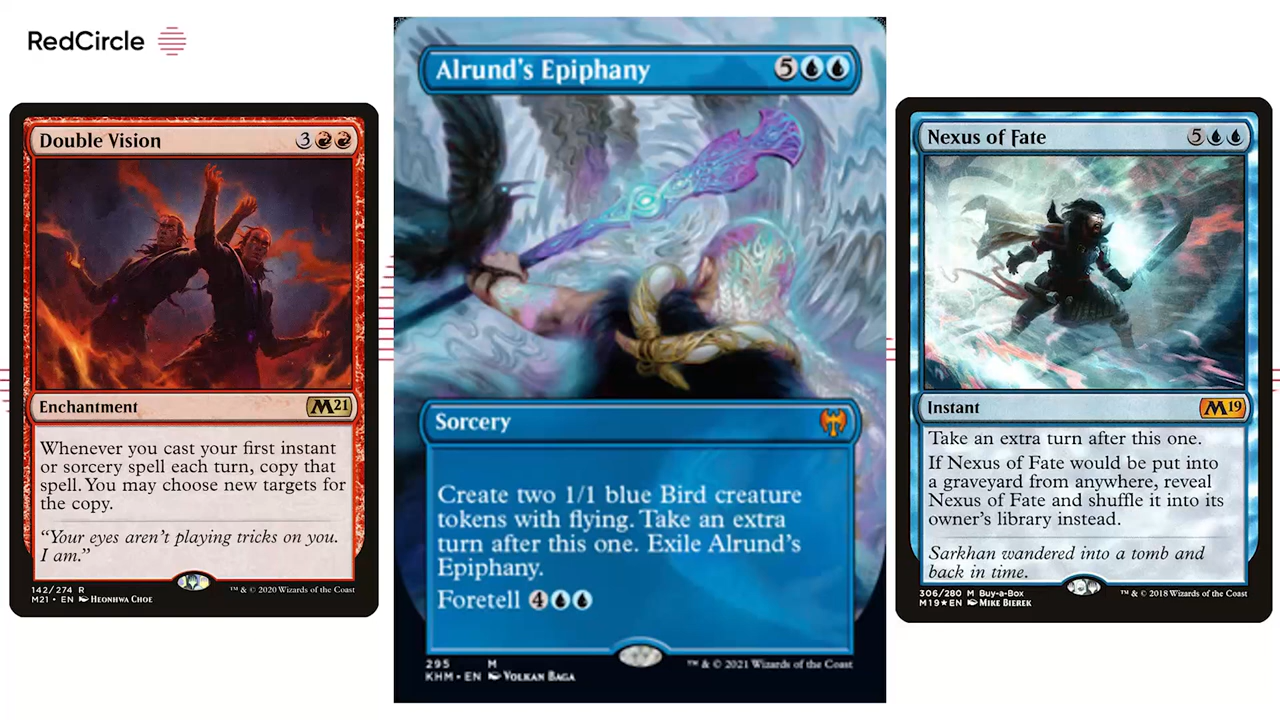 RedCircle
Double Vision 3
Enchantment M21
Whenever you cast your first instant
or sorcery spell each turn, copy that
spell. You may choose new targets for
the copy.
“Your eyes aren’t playing tricks on you.
I am.”
142/274 R
M21 • EN Heonhwa Choe
™ & © 2020 Wizards of the Coast
Alrund’s Epiphany 5
Sorcery
Create two 1/1 blue Bird creature
tokens with flying. Take an extra
turn after this one. Exile Alrund’s
Epiphany.
Foretell 4
295 M
KHM • EN Volkan Baga
™ & © 2021 Wizards of the Coast
Nexus of Fate 5
Instant M19
Take an extra turn after this one.
If Nexus of Fate would be put into
a graveyard from anywhere, reveal
Nexus of Fate and shuffle it into its
owner’s library instead.
Sarkhan wandered into a tomb and
back in time.
306/280 M Buy-a-Box
M19★EN Mike Bierek
™ & © 2018 Wizards of the Coast